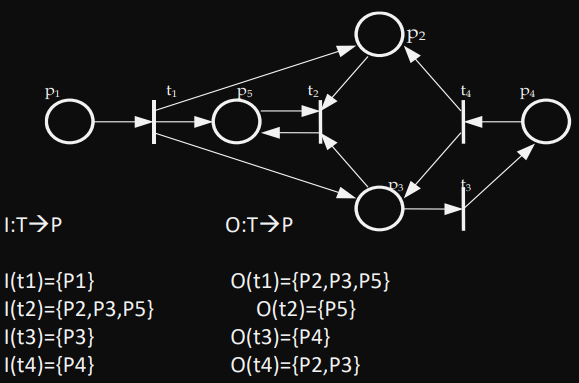 p₂
p₁ t₁ p₅ t₂ t₄ p₄
p₃ t₃
I:T→P O:T→P
I(t1)={P1} O(t1)={P2,P3,P5}
I(t2)={P2,P3,P5} O(t2)={P5}
I(t3)={P3} O(t3)={P4}
I(t4)={P4} O(t4)={P2,P3}